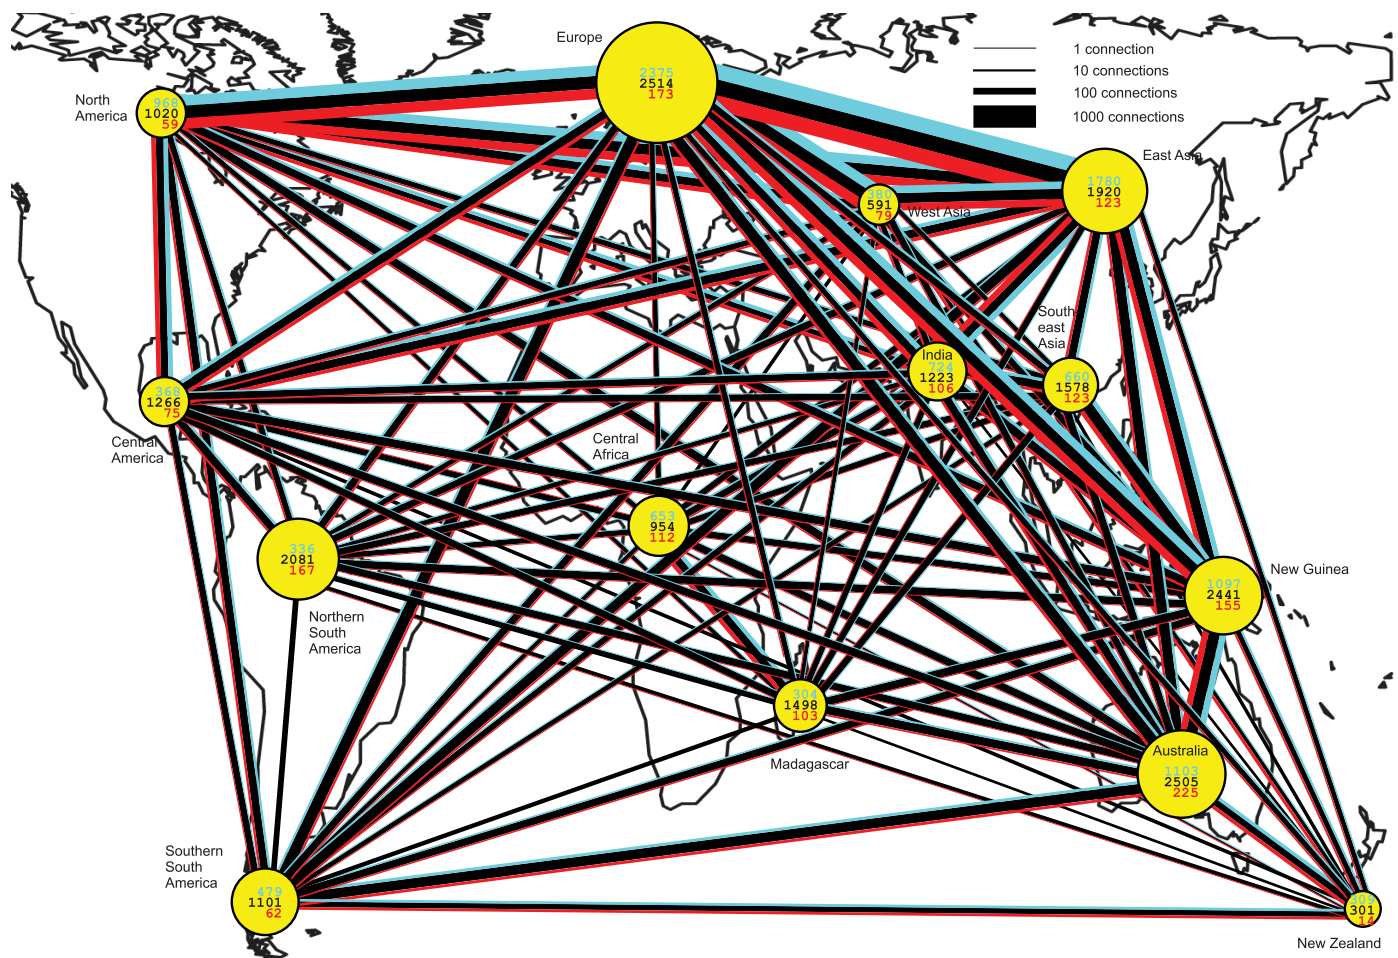 Europe
2375
2514
173
1 connection
10 connections
100 connections
1000 connections
North
America
968
1020
59
East Asia
1780
1920
123
380
591
79
West Asia
South
east
Asia
India
724
1223
106
660
1578
123
368
1266
75
Central
America
Central
Africa
653
954
112
336
2081
167
Northern
South
America
New Guinea
1097
2441
155
304
1498
103
Madagascar
Australia
1103
2505
225
Southern
South
America
479
1101
62
309
301
14
New Zealand